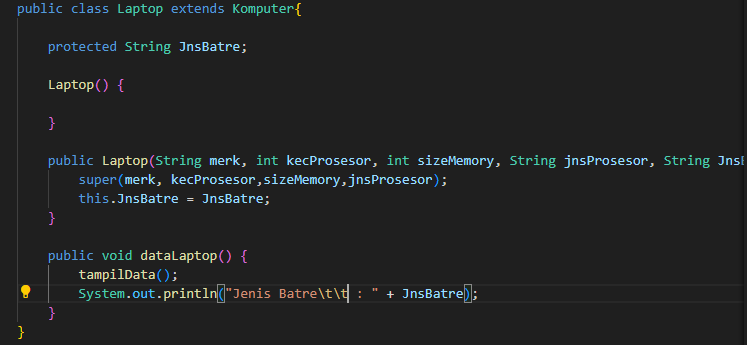 public class Laptop extends Komputer{
protected String JnsBatre;
Laptop() {
}
public Laptop(String merk, int kecProsesor, int sizeMemory, String jnsProsesor, String
super(merk, kecProsesor,sizeMemory,jnsProsesor);
this.JnsBatre = JnsBatre;
}
public void dataLaptop() {
tampilData();
System.out.println("Jenis Batre\t\t : " + JnsBatre);
}
}